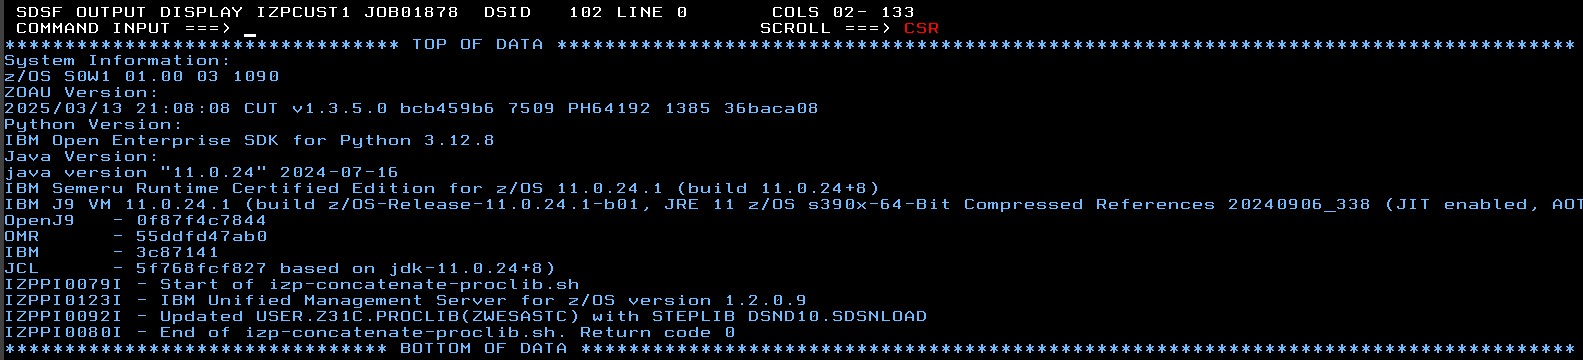 SDSF OUTPUT DISPLAY IZPCUST1 JOB01878  DSID   102 LINE 0       COLS 02- 133
COMMAND INPUT ===> _                                            SCROLL ===> CSR
******************************** TOP OF DATA **********************************************************************************
System Information:
z/OS S0W1 01.00 03 1090
ZOAU Version:
2025/03/13 21:08:08 CUT v1.3.5.0 bcb459b6 7509 PH64192 1385 36baca08
Python Version:
IBM Open Enterprise SDK for Python 3.12.8
Java Version:
java version "11.0.24" 2024-07-16
IBM Semeru Runtime Certified Edition for z/OS 11.0.24.1 (build 11.0.24+8)
IBM J9 VM 11.0.24.1 (build z/OS-Release-11.0.24.1-b01, JRE 11 z/OS s390x-64-Bit Compressed References 20240906_338 (JIT enabled, AOT
OpenJ9   - 0f87f4c7844
OMR      - 55ddfd47ab0
IBM      - 3c87141
JCL      - 5f768fcf827 based on jdk-11.0.24+8)
IZPPI0079I - Start of izp-concatenate-proclib.sh
IZPPI0123I - IBM Unified Management Server for z/OS version 1.2.0.9
IZPPI0092I - Updated USER.Z31C.PROCLIB(ZWESASTC) with STEPLIB DSND10.SDSNLOAD
IZPPI0080I - End of izp-concatenate-proclib.sh. Return code 0
******************************* BOTTOM OF DATA ********************************************************************************